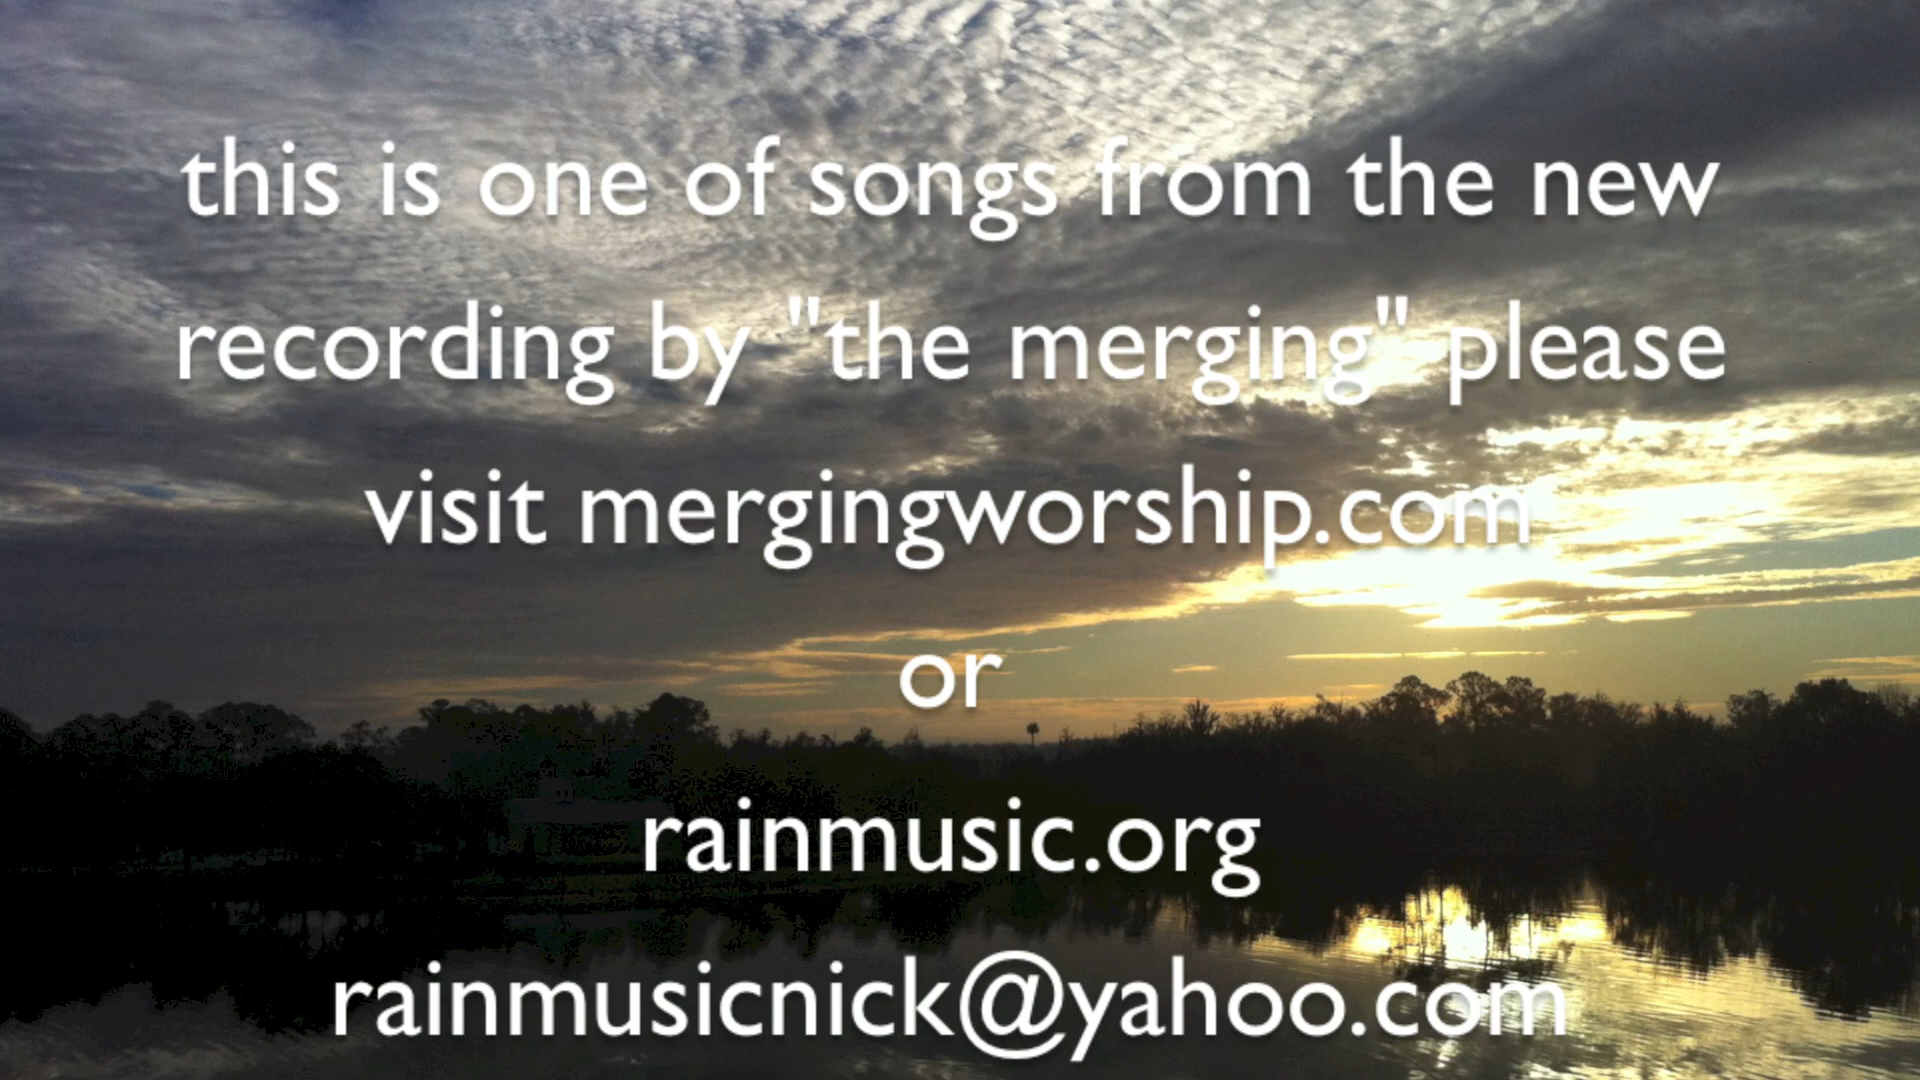 this is one of songs from the new
recording by "the merging" please
visit mergingworship.com
or
rainmusic.org
rainmusicnick@yahoo.com